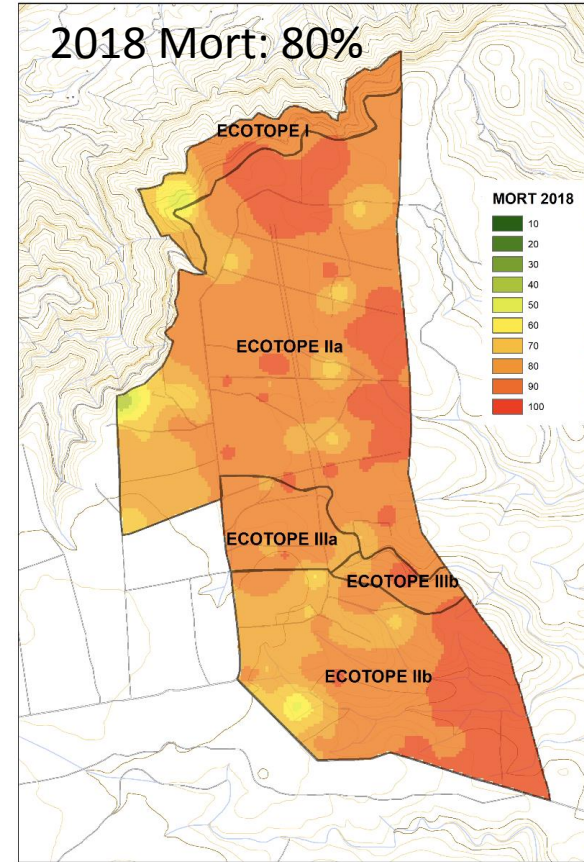 2018 Mort: 80%
ECOTOPE I
MORT 2018
10
20
30
40
50
60
70
80
90
100
ECOTOPE IIa
ECOTOPE IIIa
ECOTOPE IIIb
ECOTOPE IIb